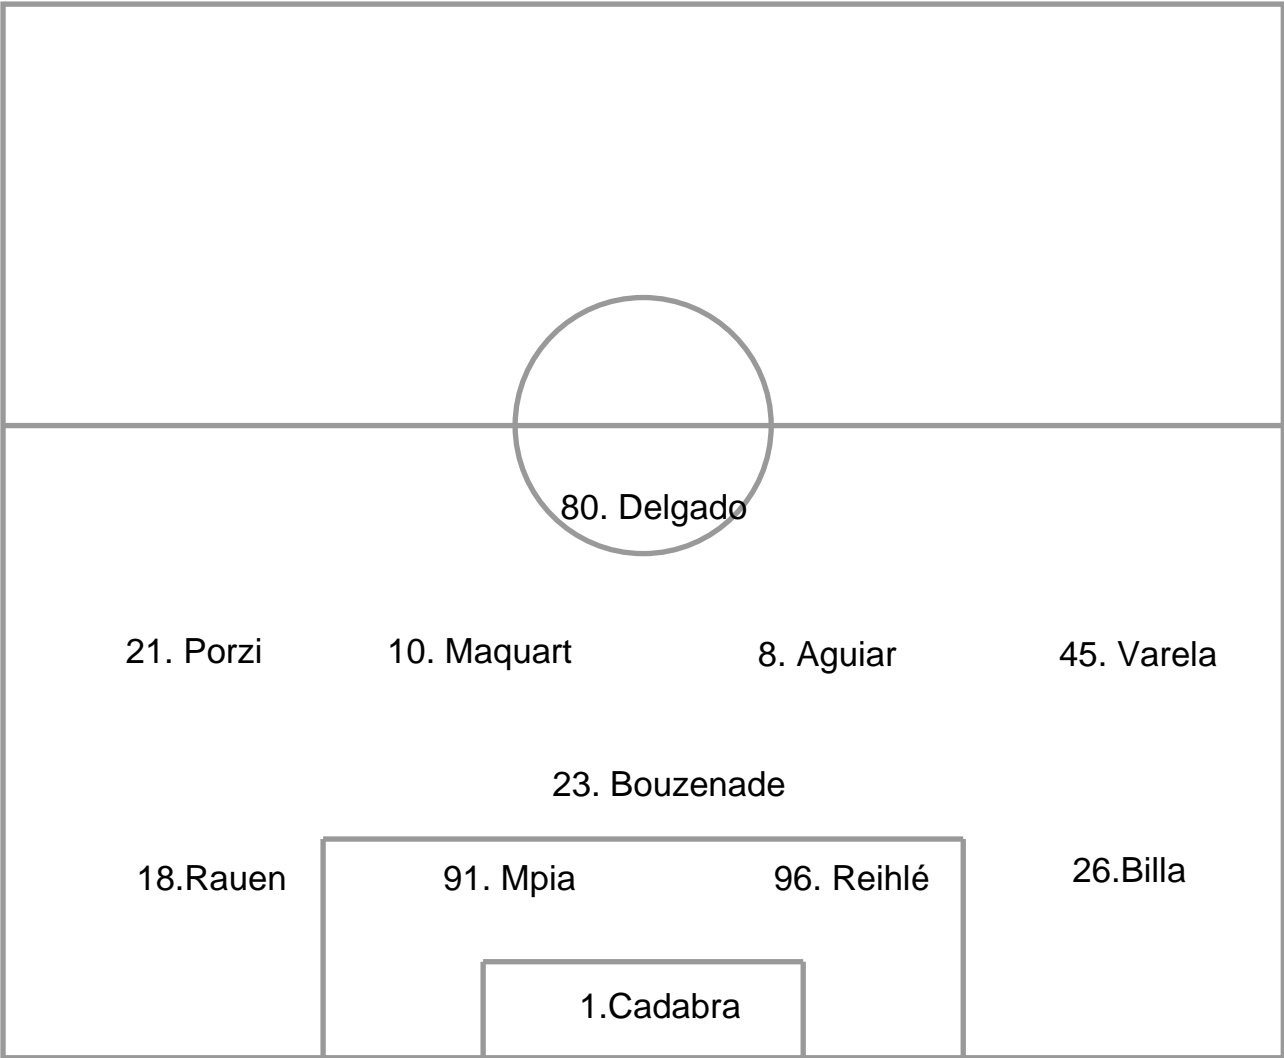 80. Delgado
21. Porzi
10. Maquart
8. Aguiar
45. Varela
23. Bouzenade
18.Rauen
91. Mpia
96. Reihlé
26.Billa
1.Cadabra